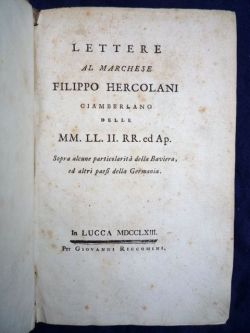 LETTERE
AL MARCHESE
FILIPPO HERCOLANI
CIAMBERLANO
DELLE
MM. LL. II. RR. ed Ap.
Sopra alcune particolarità della Baviera,
ed altri paesi della Germania.
In LUCCA MDCCLXIII.
Per GIOVANNI RICCOMINI.